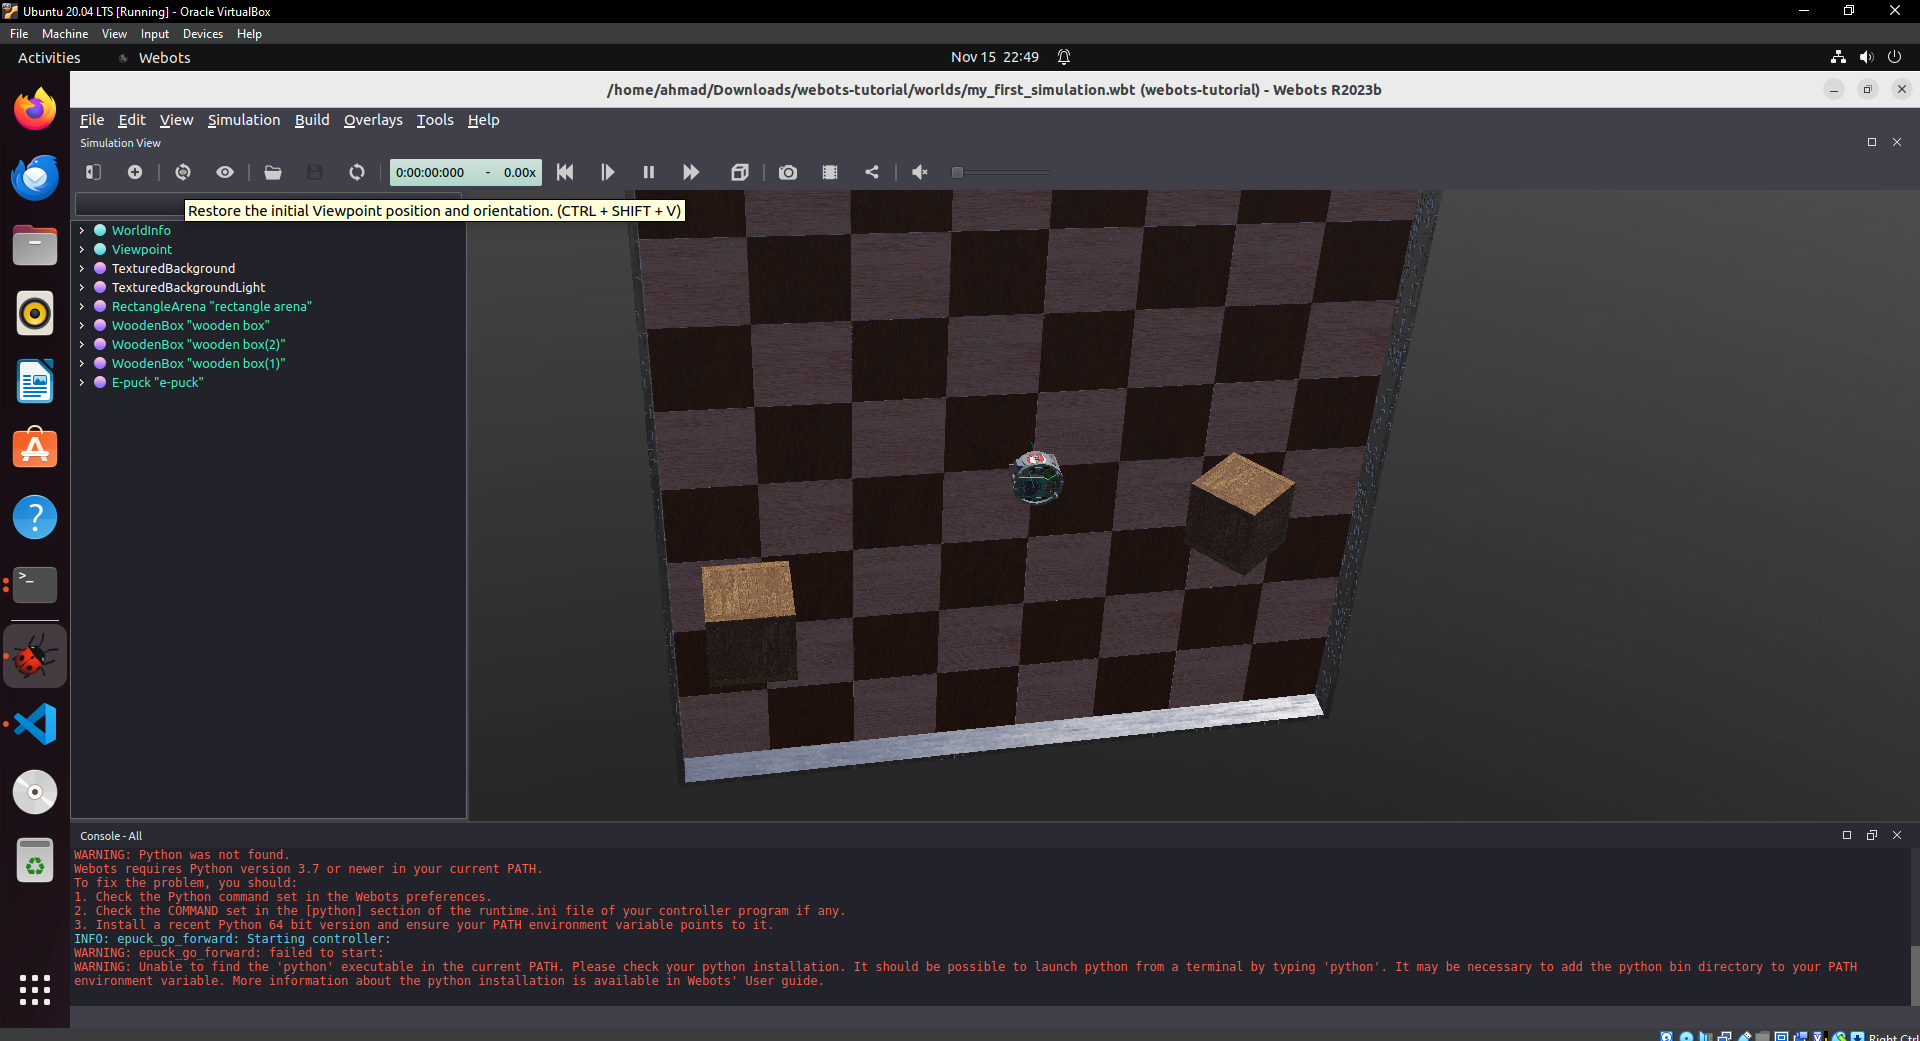 Ubuntu 20.04 LTS [Running] - Oracle VirtualBox
File Machine View Input Devices Help
Activities Webots Nov 15 22:49
/home/ahmad/Downloads/webots-tutorial/worlds/my_first_simulation.wbt (webots-tutorial) - Webots R2023b
File Edit View Simulation Build Overlays Tools Help
Simulation View
0:00:00:000 - 0.00x
Restore the initial Viewpoint position and orientation. (CTRL + SHIFT + V)
WorldInfo
Viewpoint
TexturedBackground
TexturedBackgroundLight
RectangleArena "rectangle arena"
WoodenBox "wooden box"
WoodenBox "wooden box(2)"
WoodenBox "wooden box(1)"
E-puck "e-puck"
Console - All
WARNING: Python was not found.
Webots requires Python version 3.7 or newer in your current PATH.
To fix the problem, you should:
1. Check the Python command set in the Webots preferences.
2. Check the COMMAND set in the [python] section of the runtime.ini file of your controller program if any.
3. Install a recent Python 64 bit version and ensure your PATH environment variable points to it.
INFO: epuck_go_forward: Starting controller:
WARNING: epuck_go_forward: failed to start:
WARNING: Unable to find the 'python' executable in the current PATH. Please check your python installation. It should be possible to launch python from a terminal by typing 'python'. It may be necessary to add the python bin directory to your PATH
environment variable. More information about the python installation is available in Webots' User guide.
Right Ctrl